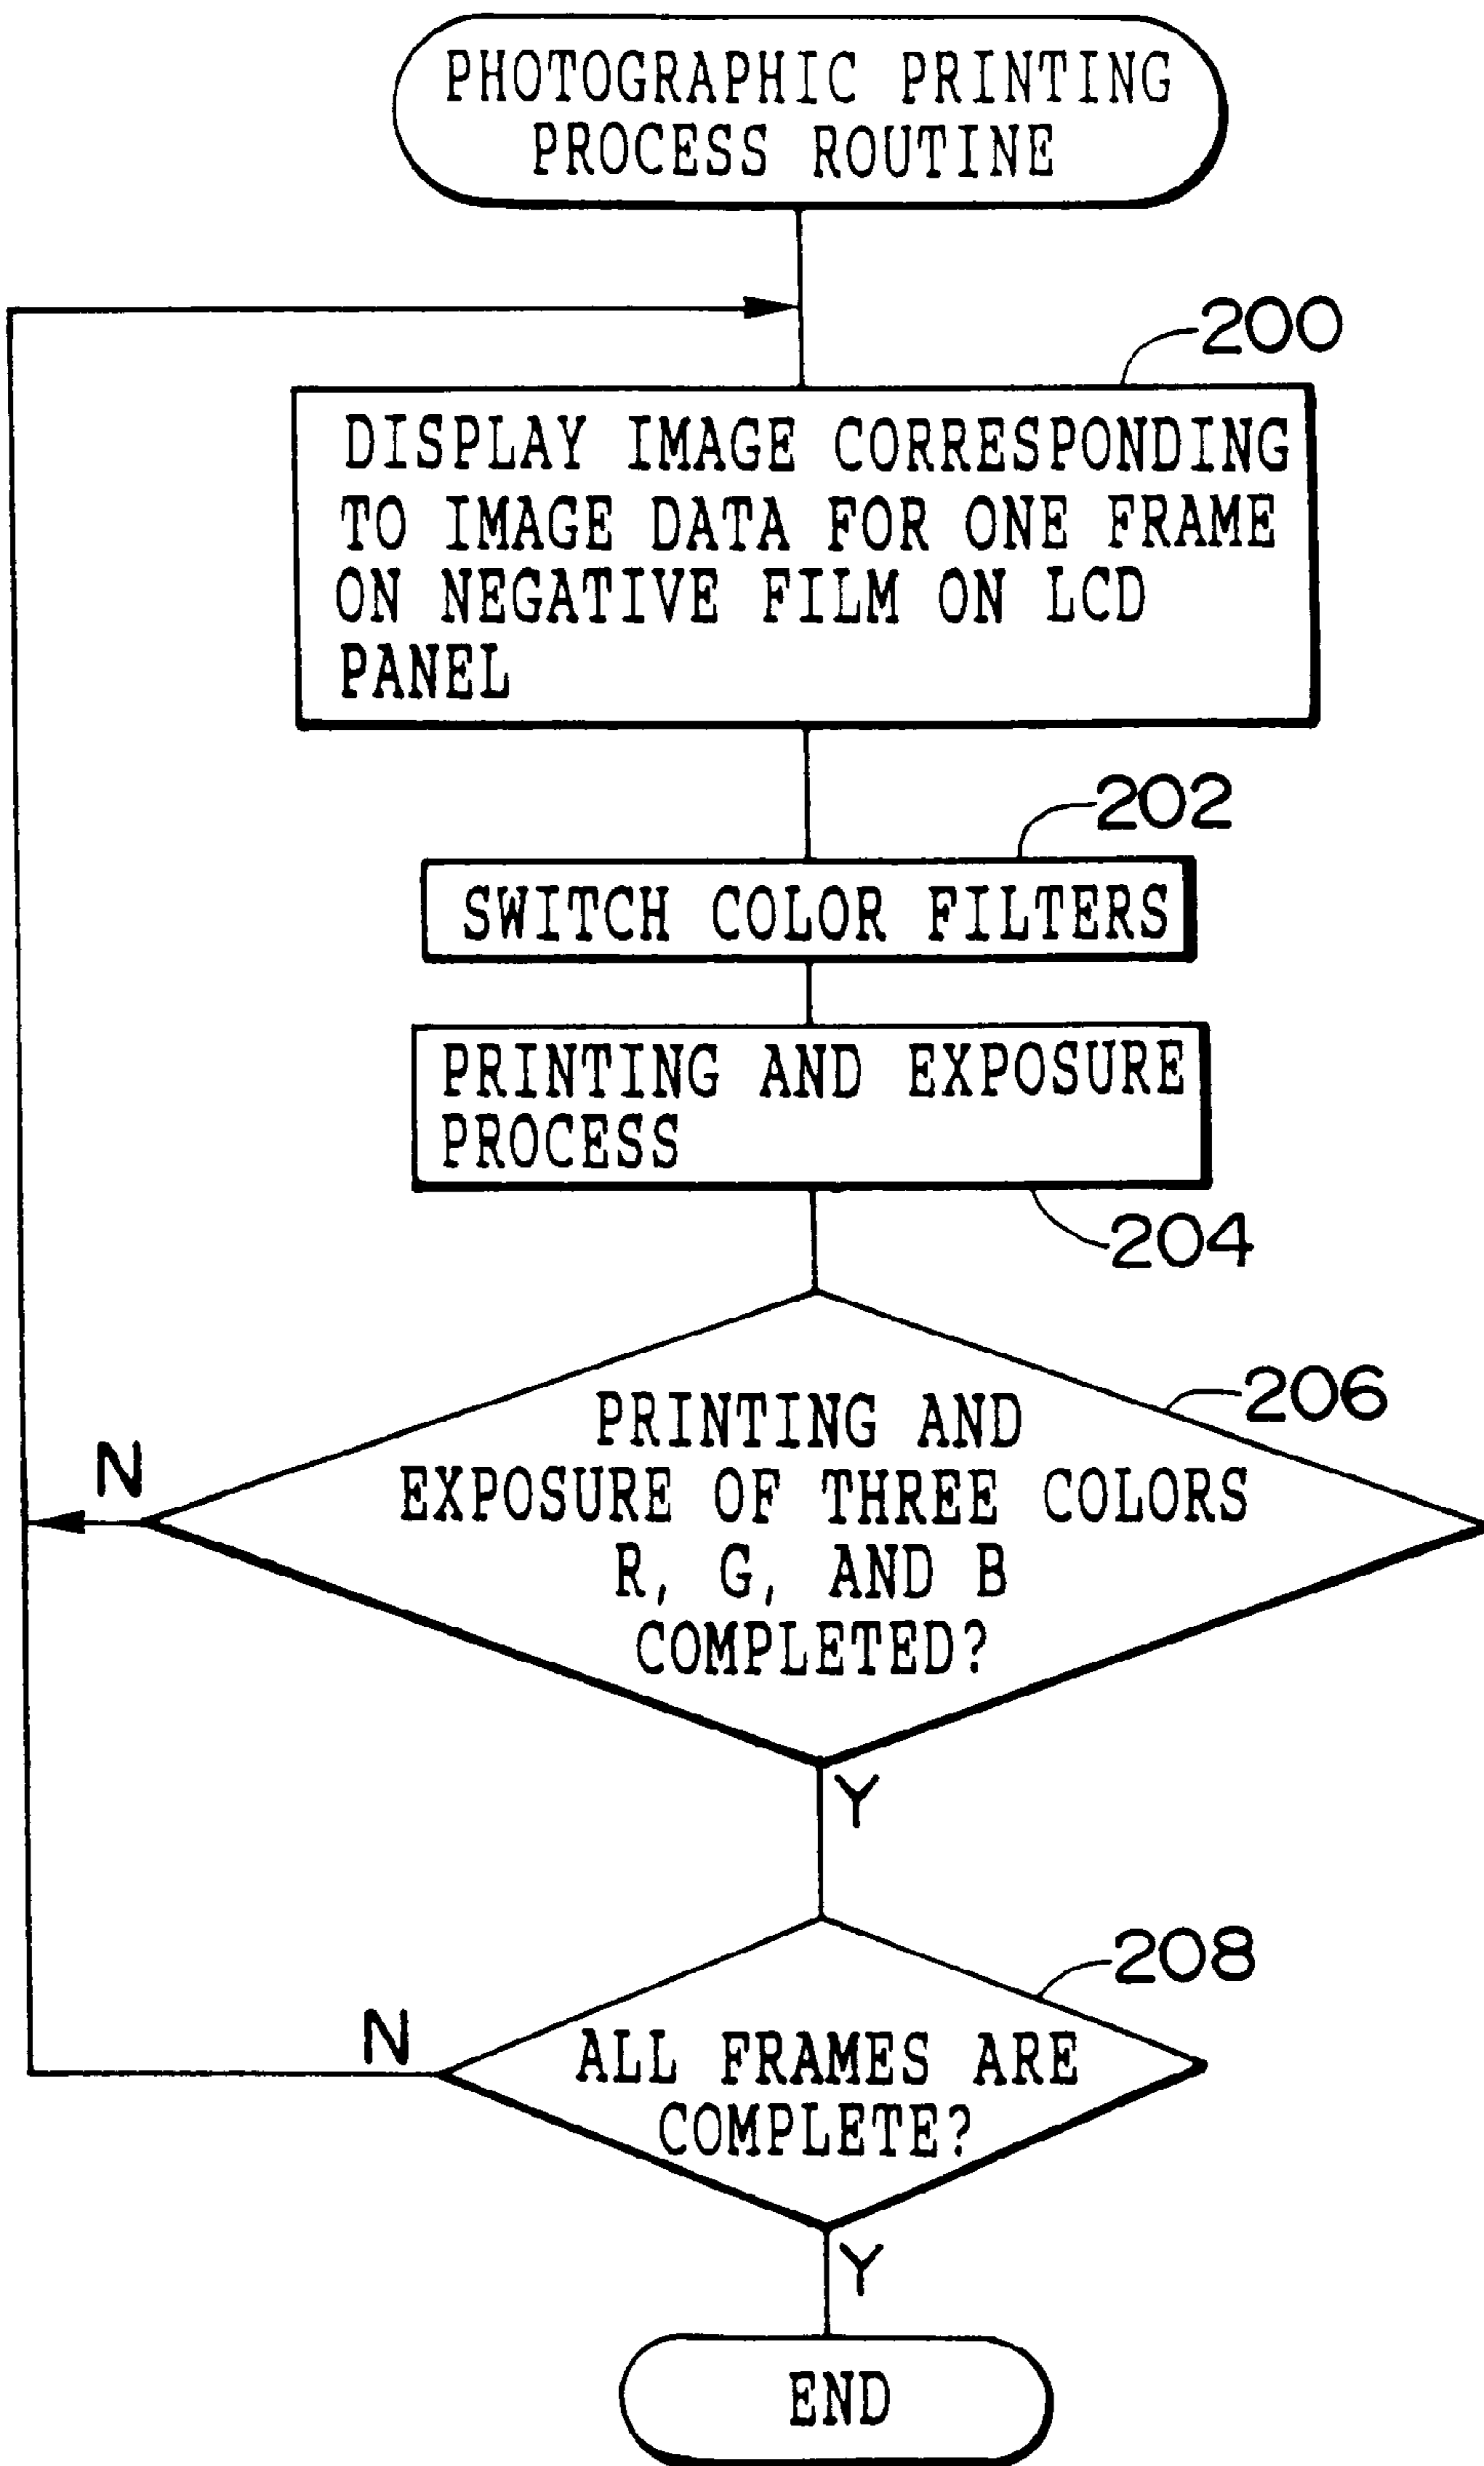 PHOTOGRAPHIC PRINTING
PROCESS ROUTINE
200
DISPLAY IMAGE CORRESPONDING
TO IMAGE DATA FOR ONE FRAME
ON NEGATIVE FILM ON LCD
PANEL
202
SWITCH COLOR FILTERS
PRINTING AND EXPOSURE
PROCESS
204
206
PRINTING AND
EXPOSURE OF THREE COLORS
R, G, AND B
COMPLETED?
N
Y
208
ALL FRAMES ARE
COMPLETE?
N
Y
END